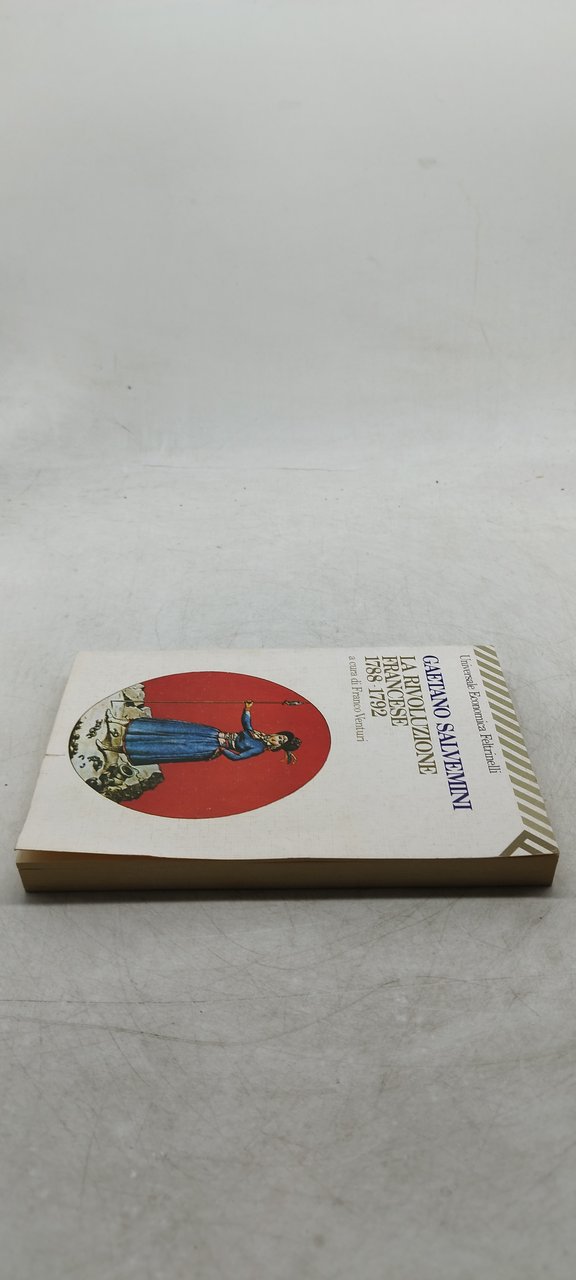 Universale Economica Feltrinelli
GAETANO SALVEMINI
LA RIVOLUZIONE
FRANCESE
1788-1792
a cura di Franco Venturi